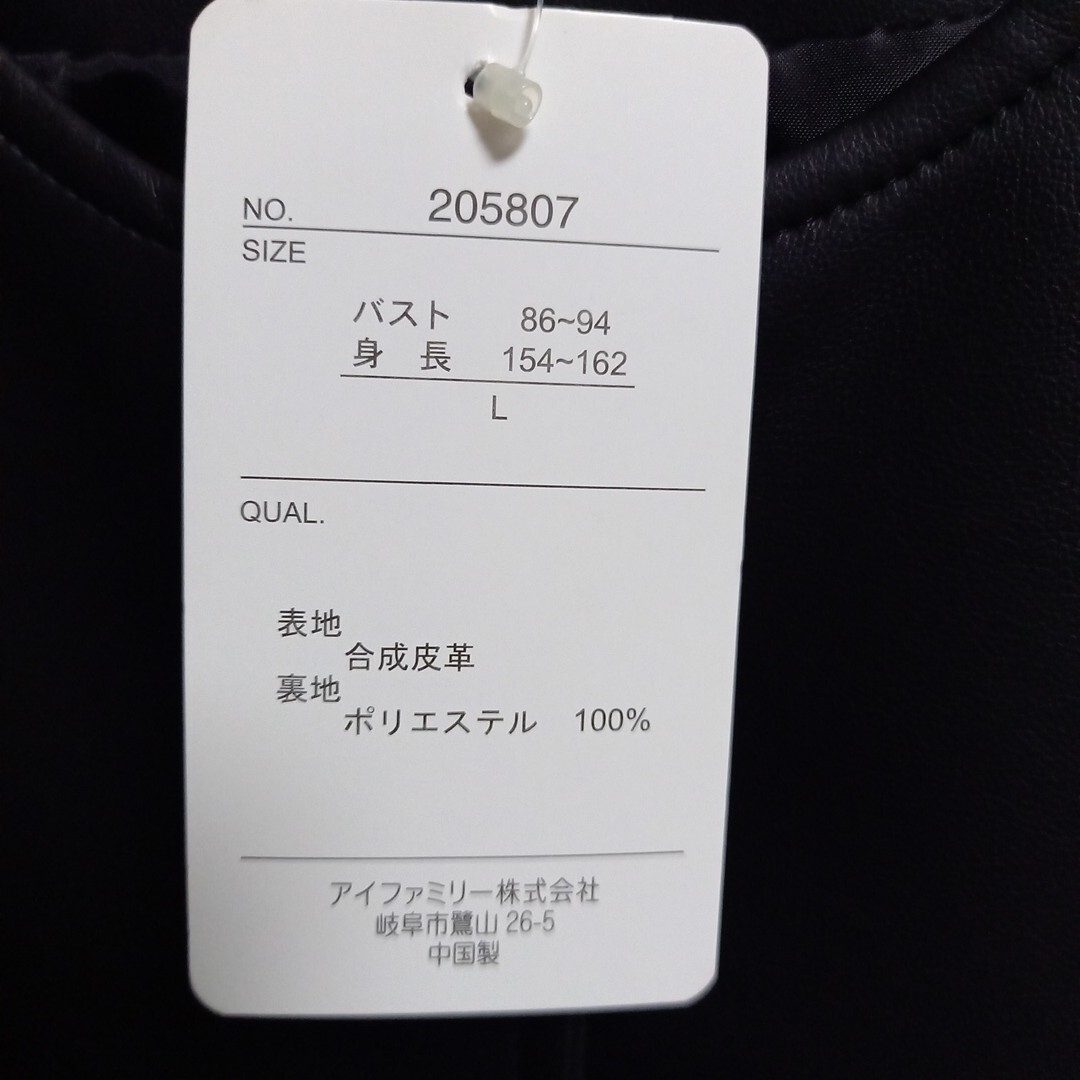 NO. 205807
SIZE
バスト 86~94
身 長 154~162
L
QUAL.
表地
合成皮革
裏地
ポリエステル 100%
アイファミリー株式会社
岐阜市鷺山 26-5
中国製